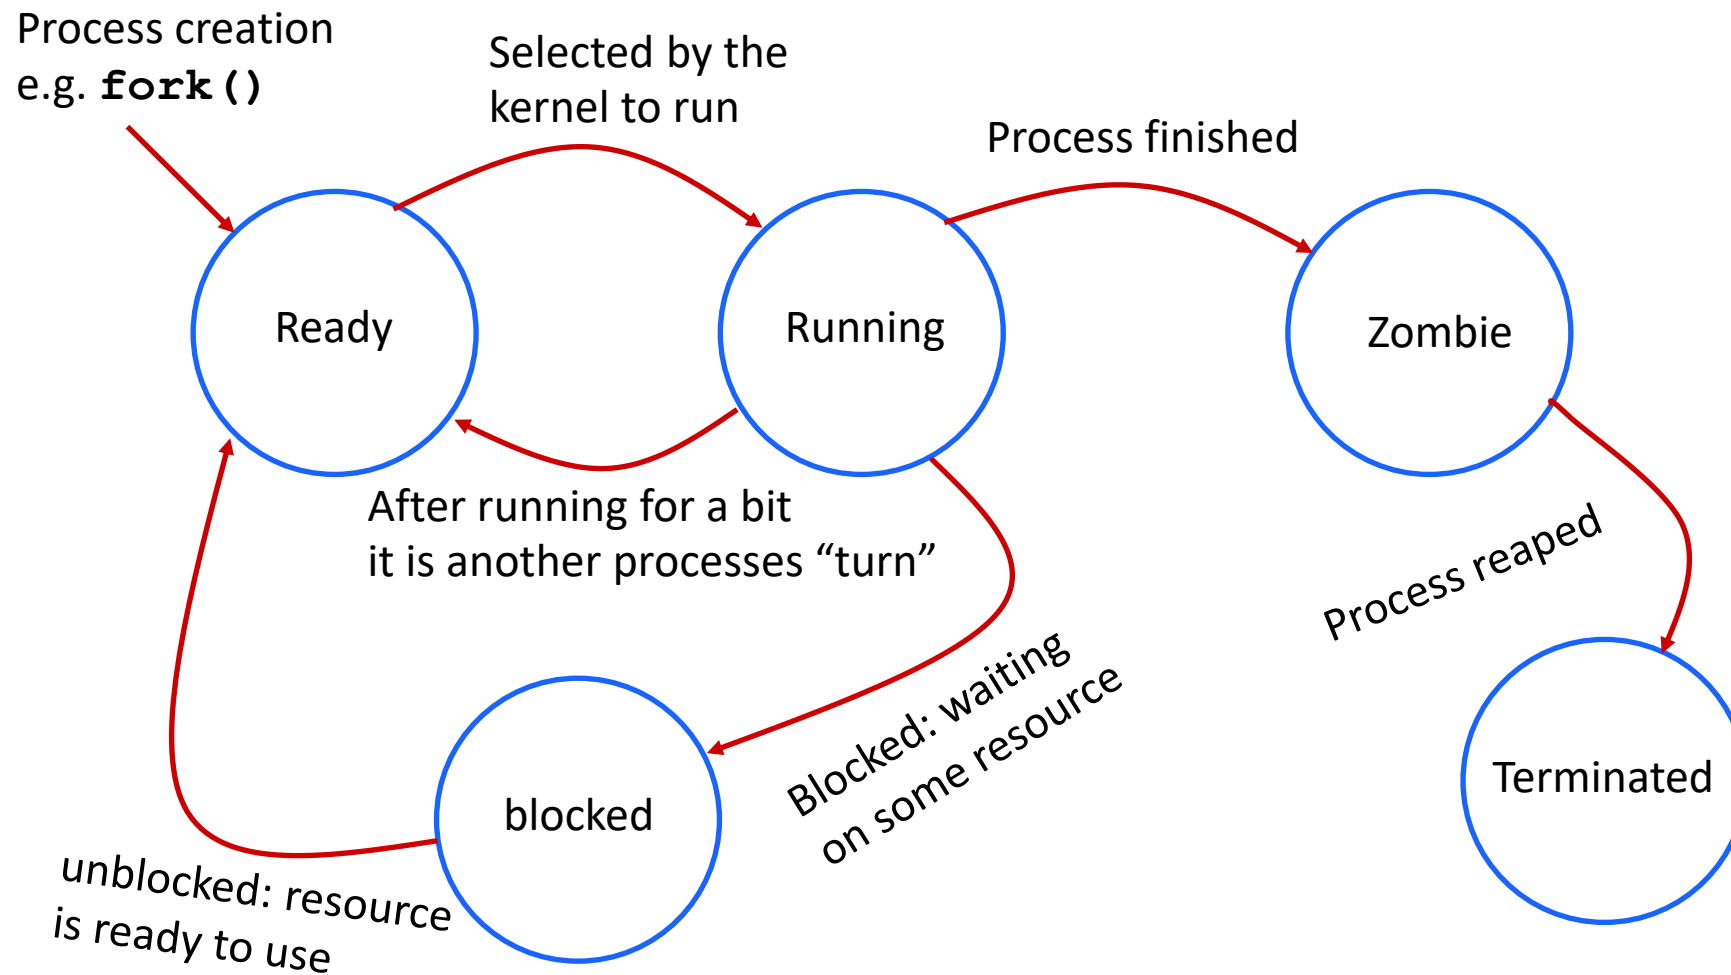 Process creation
e.g. fork()
Selected by the
kernel to run
Process finished
Ready
Running
Zombie
After running for a bit
it is another processes “turn”
Process reaped
Blocked: waiting
on some resource
blocked
Terminated
unblocked: resource
is ready to use